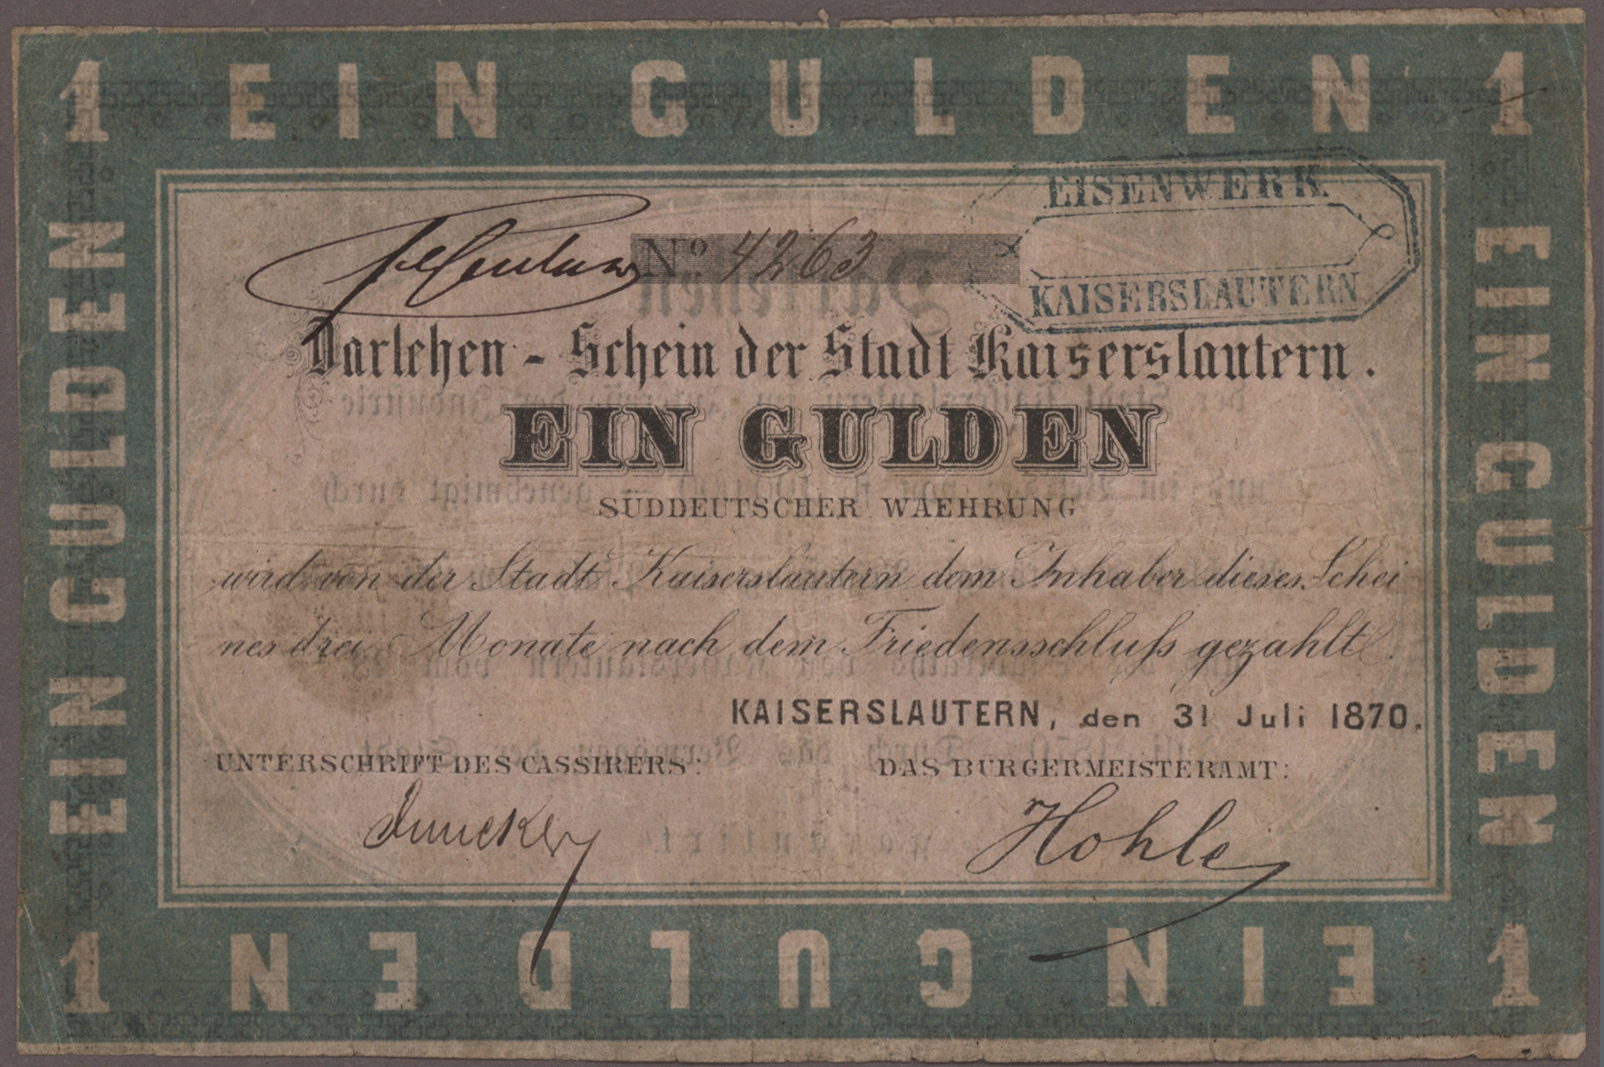 1 EIN GULDEN 1
EIN GULDEN
EIN GULDEN
EISENWERK
KAISERSLAUTERN
No. 4263
Darlehen - Schein der Stadt Kaiserslautern.
EIN GULDEN
SÜDDEUTSCHER WAEHRUNG
wird von der Stadt Kaiserslautern dem Inhaber dieses Schei
nes drei Monate nach dem Friedensschluſs gezahlt.
KAISERSLAUTERN, den 31 Juli 1870.
UNTERSCHRIFT DES CASSIRERS:
DAS BÜRGERMEISTERAMT:
Hohle
1 EIN GULDEN 1